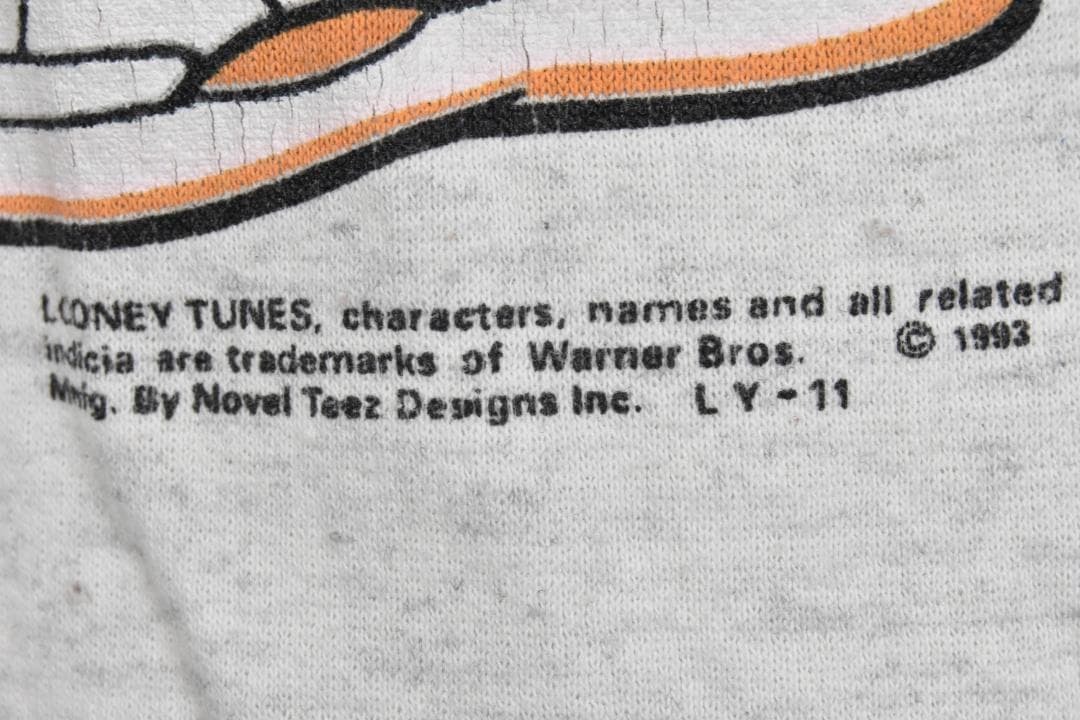 LOONEY TUNES, characters, names and all related
indicia are trademarks of Warner Bros. © 1993
Mnfg. By Novel Teez Designs Inc. L Y - 11